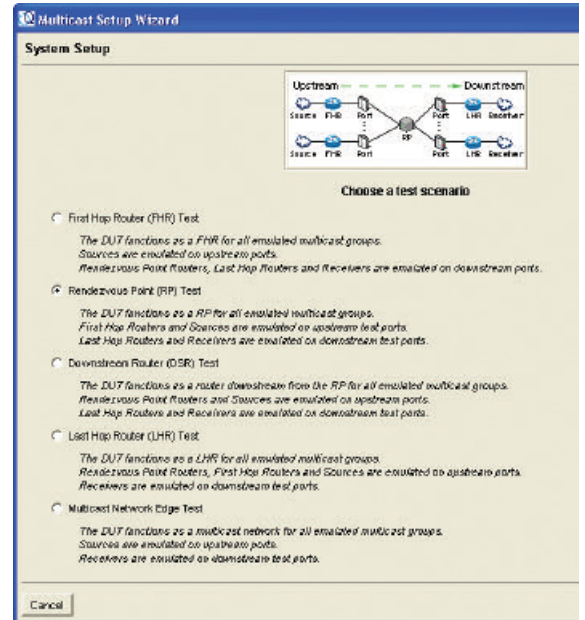 Multicast Setup Wizard
System Setup
Upstream Downstream
Source FHR Port Port LHR Receiver
RP
Source FHR Port Port LHR Receiver
Choose a test scenario
First Hop Router (FHR) Test
The DUT functions as a FHR for all emulated multicast groups.
Sources are emulated on upstream ports.
Rendezvous Point Routers, Last Hop Routers and Receivers are emulated on downstream ports.
Rendezvous Point (RP) Test
The DUT functions as a RP for all emulated multicast groups.
First Hop Routers and Sources are emulated on upstream test ports.
Last Hop Routers and Receivers are emulated on downstream test ports.
Downstream Router (DSR) Test
The DUT functions as a router downstream from the RP for all emulated multicast groups.
Rendezvous Point Routers and Sources are emulated on upstream ports.
Last Hop Routers and Receivers are emulated on downstream test ports.
Last Hop Router (LHR) Test
The DUT functions as a LHR for all emulated multicast groups.
Rendezvous Point Routers, First Hop Routers and Sources are emulated on upstream test ports.
Receivers are emulated on downstream test ports.
Multicast Network Edge Test
The DUT functions as a multicast network for all emulated multicast groups.
Sources are emulated on upstream ports.
Receivers are emulated on downstream test ports.
Cancel